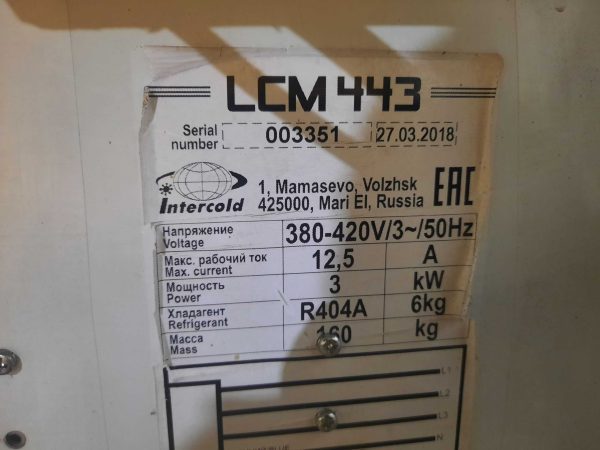 LCM 443
Serial number 003351 27.03.2018
Intercold
1, Mamasevo, Volzhsk
425000, Mari El, Russia
EAC
Напряжение
Voltage
380-420V/3~/50Hz
Макс. рабочий ток
Max. current
12,5 A
Мощность
Power
3 kW
Хладагент
Refrigerant
R404A 6kg
Масса
Mass
160 kg
L1
L2
L3
N